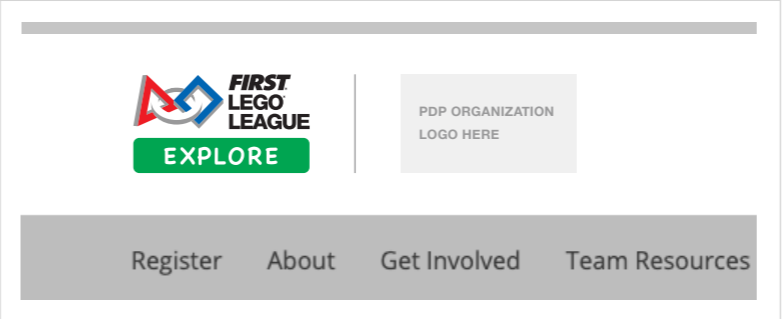 FIRST
LEGO
LEAGUE
EXPLORE
PDP ORGANIZATION
LOGO HERE
Register About Get Involved Team Resources